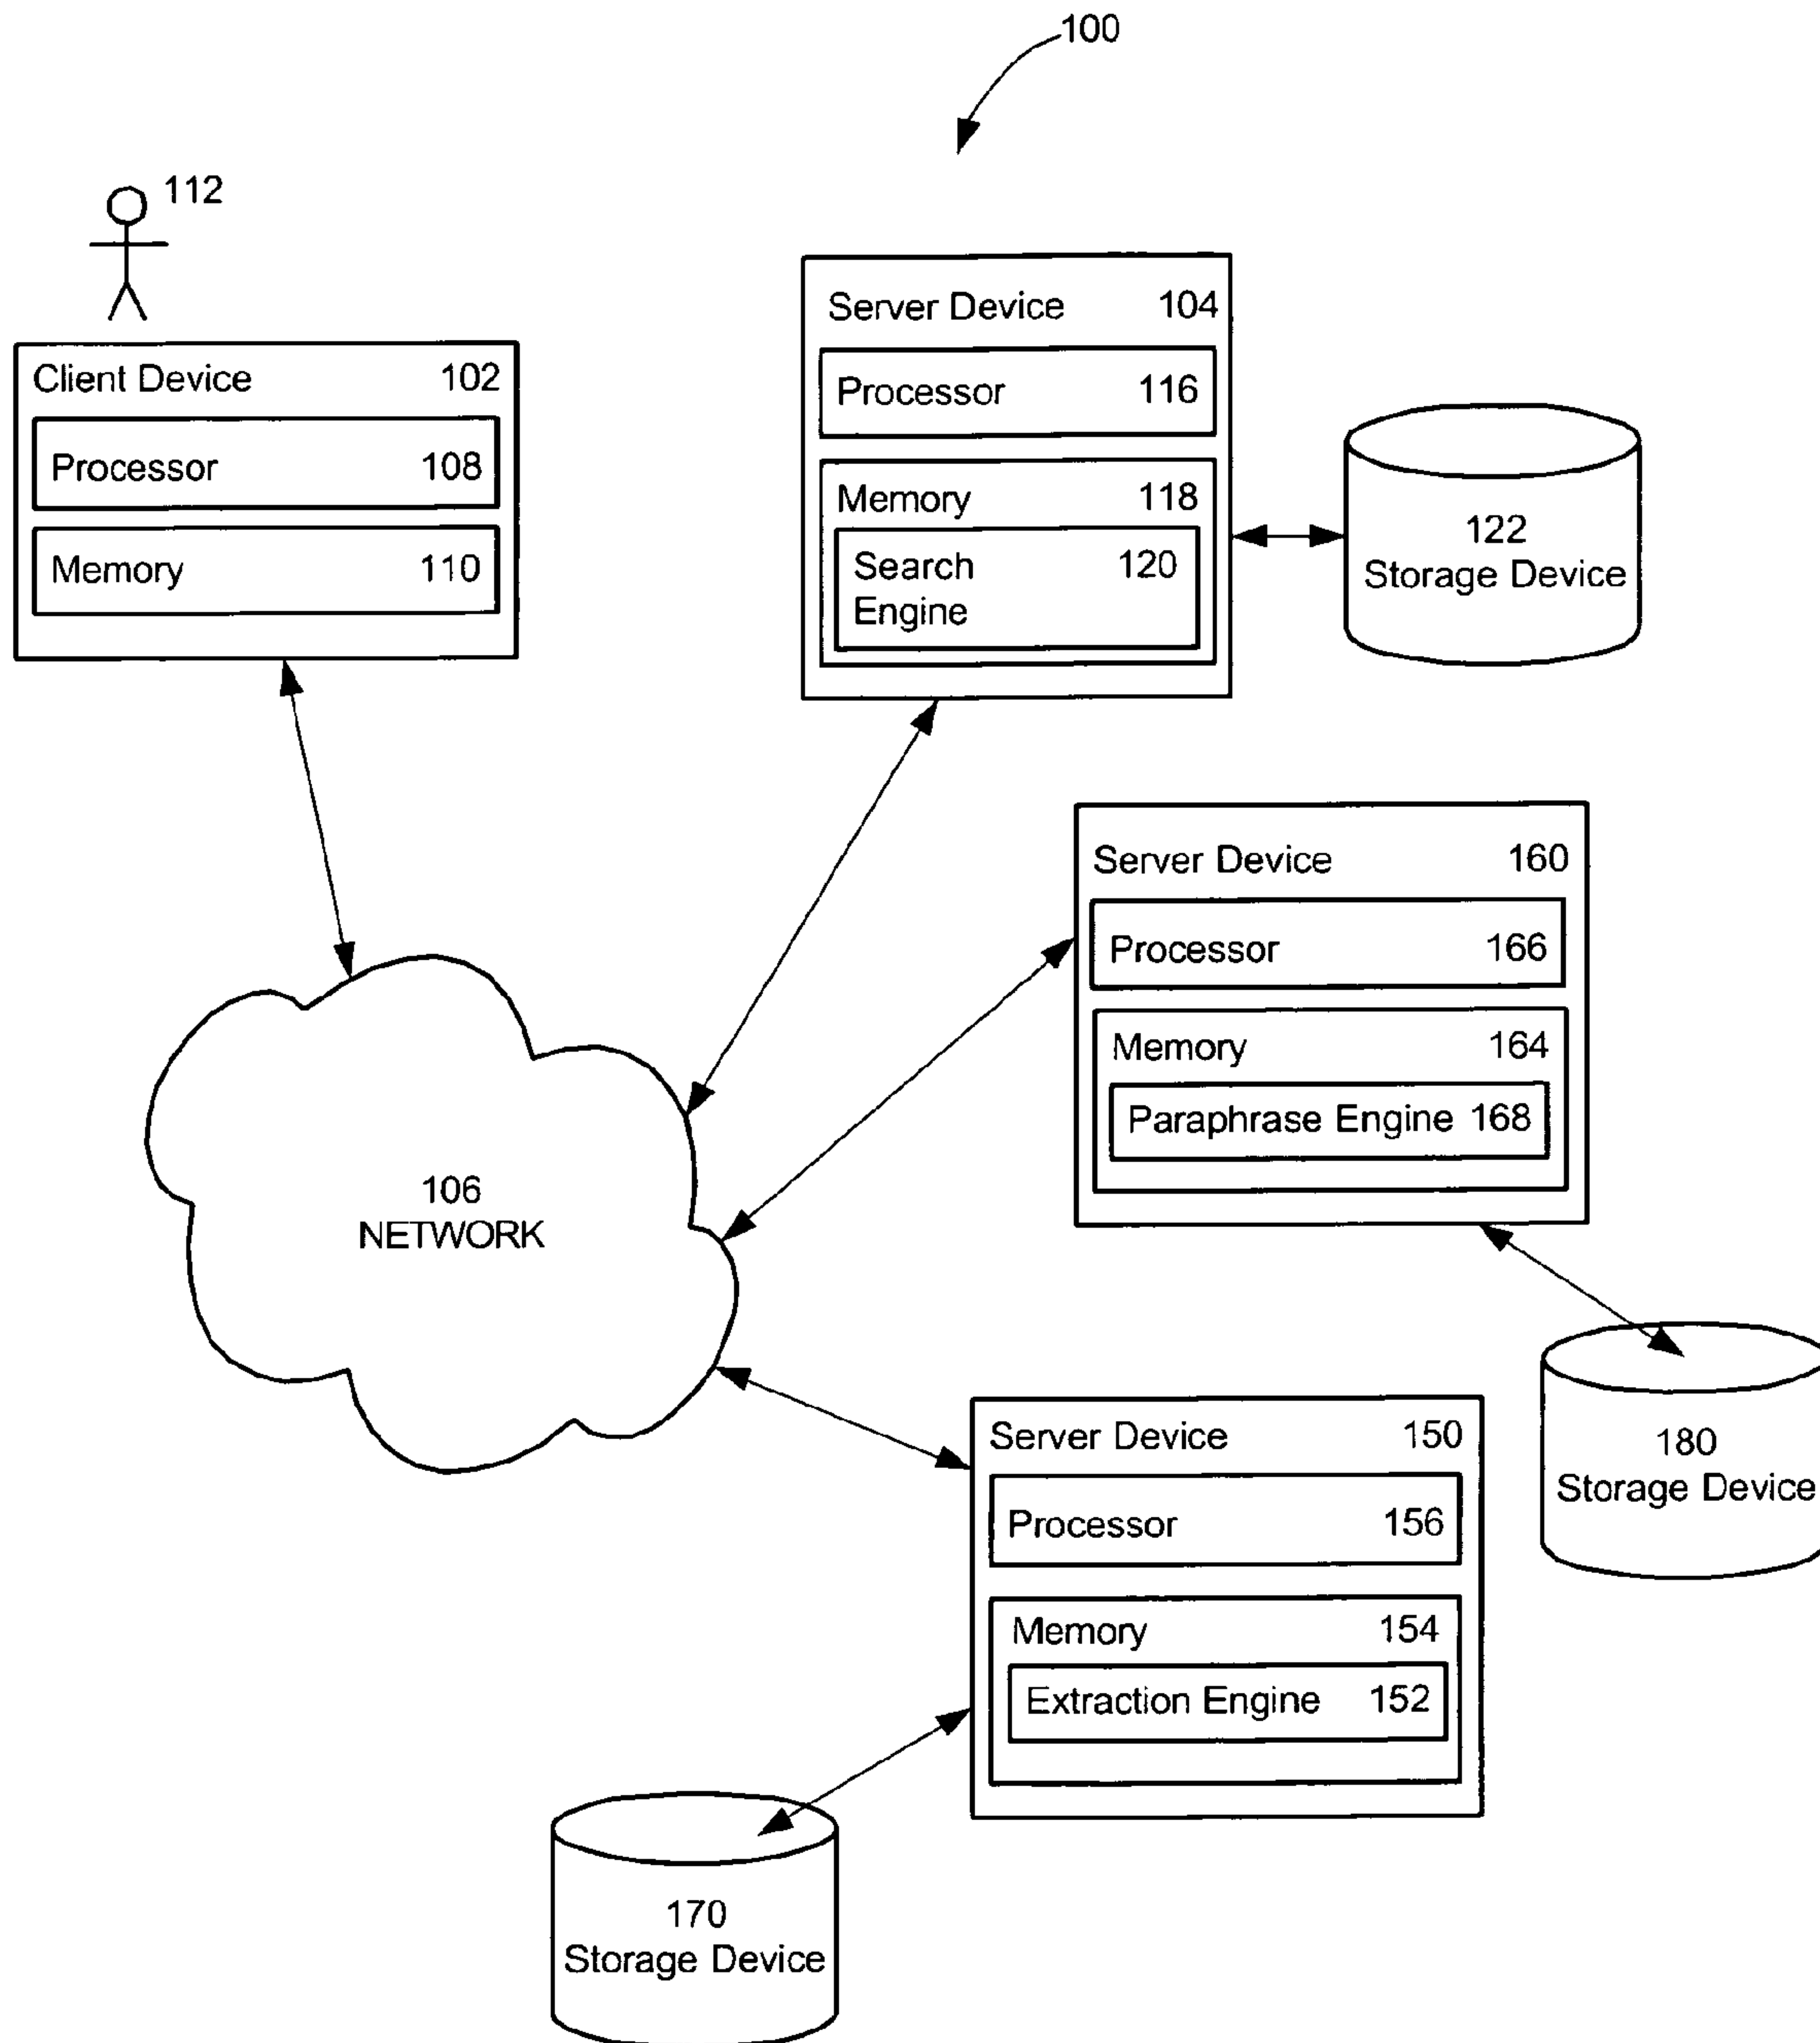 100
112
Client Device 102
Processor 108
Memory 110
Server Device 104
Processor 116
Memory 118
Search 120
Engine
122
Storage Device
Server Device 160
Processor 166
Memory 164
Paraphrase Engine 168
106
NETWORK
180
Storage Device
Server Device 150
Processor 156
Memory 154
Extraction Engine 152
170
Storage Device